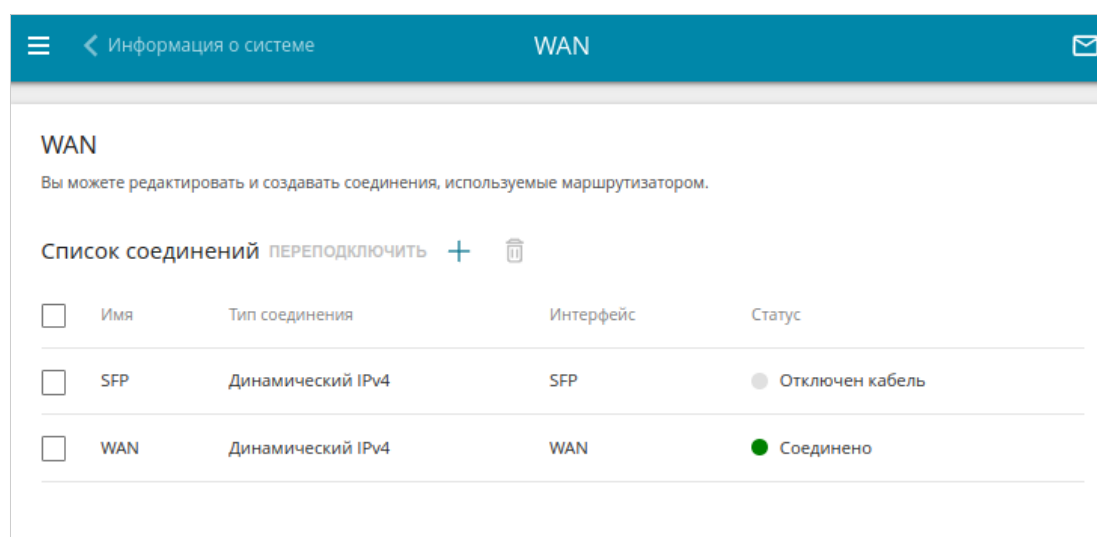 Информация о системе WAN
WAN
Вы можете редактировать и создавать соединения, используемые маршрутизатором.
Список соединений ПЕРЕПОДКЛЮЧИТЬ
Имя Тип соединения Интерфейс Статус
SFP Динамический IPv4 SFP Отключен кабель
WAN Динамический IPv4 WAN Соединено